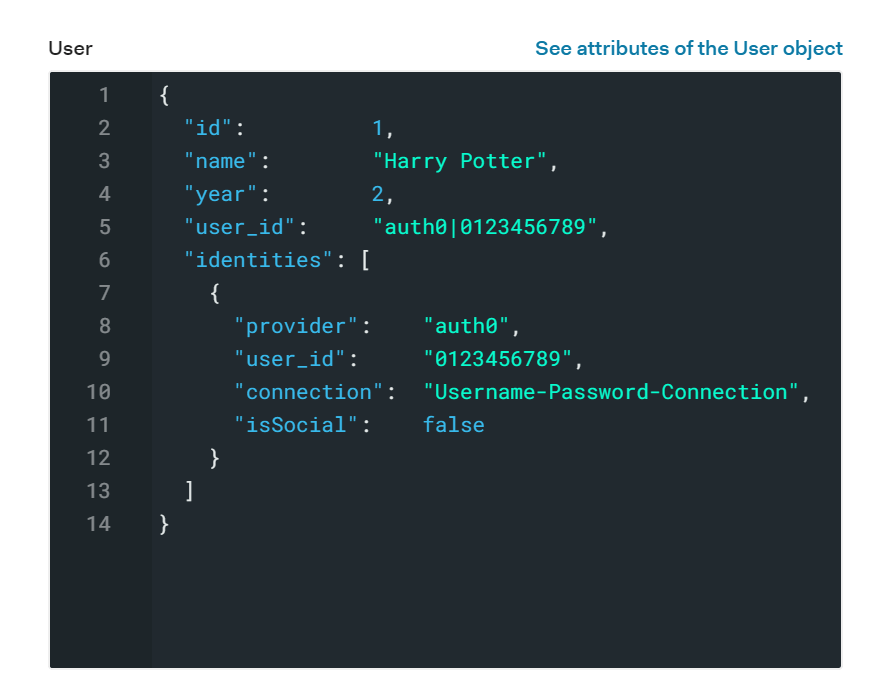 User
See attributes of the User object
1 {
2 "id": 1,
3 "name": "Harry Potter",
4 "year": 2,
5 "user_id": "auth0|0123456789",
6 "identities": [
7 {
8 "provider": "auth0",
9 "user_id": "0123456789",
10 "connection": "Username-Password-Connection",
11 "isSocial": false
12 }
13 ]
14 }